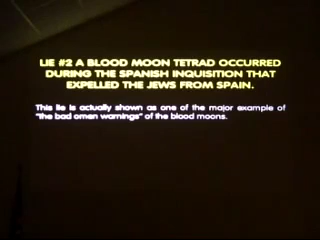 LIE #2 A BLOOD MOON TETRAD OCCURRED
DURING THE SPANISH INQUISITION THAT
EXPELLED THE JEWS FROM SPAIN.
This lie is actually shown as one of the major example of
"the bad omen warnings" of the blood moons.